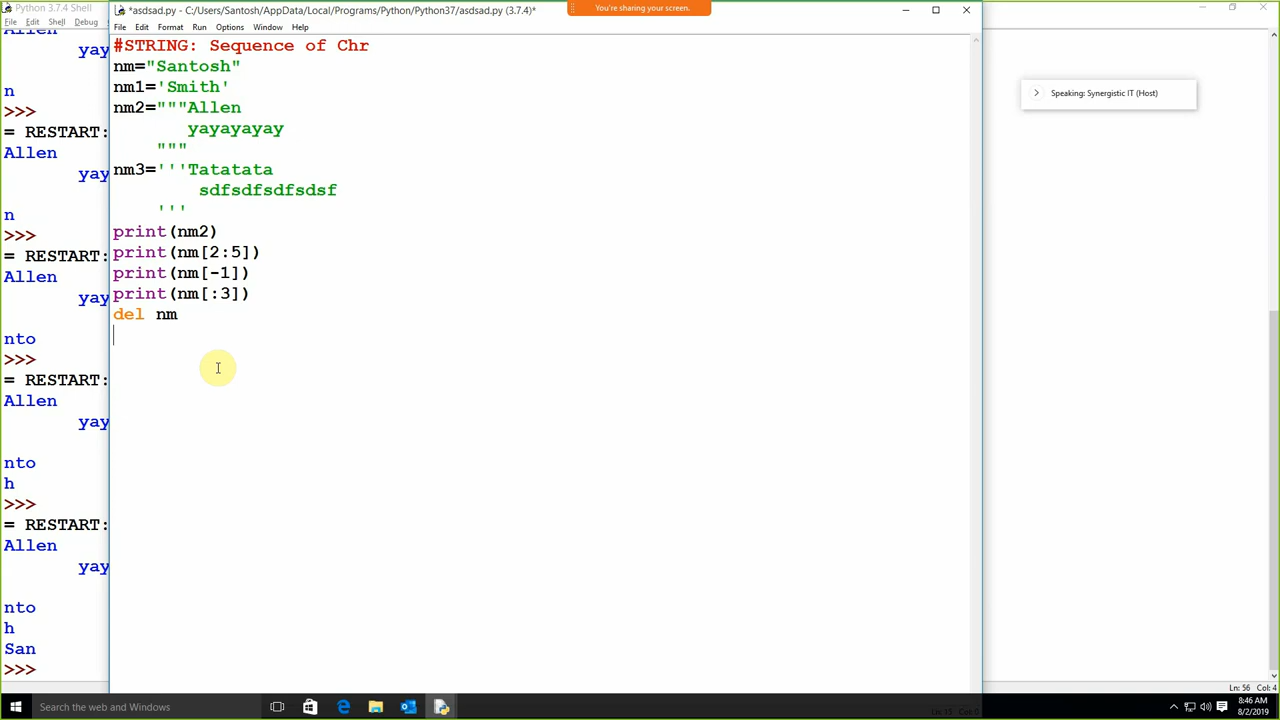 Python 3.7.4 Shell
File Edit Shell Debug
Allen
yay
n
>>>
= RESTART:
Allen
yay
n
>>>
= RESTART:
Allen
yay
nto
>>>
= RESTART:
Allen
yay
nto
h
>>>
= RESTART:
Allen
yay
nto
h
San
>>>
*asdsad.py - C:/Users/Santosh/AppData/Local/Programs/Python/Python37/asdsad.py (3.7.4)*
You're sharing your screen.
File Edit Format Run Options Window Help
#STRING: Sequence of Chr
nm="Santosh"
nm1='Smith'
nm2="""Allen
yayayayay
"""
nm3='''Tatatata
sdfsdfsdfsdsf
'''
print(nm2)
print(nm[2:5])
print(nm[-1])
print(nm[:3])
del nm
Speaking: Synergistic IT (Host)
Ln: 56 Col: 4
Search the web and Windows
8:46 AM
8/2/2019